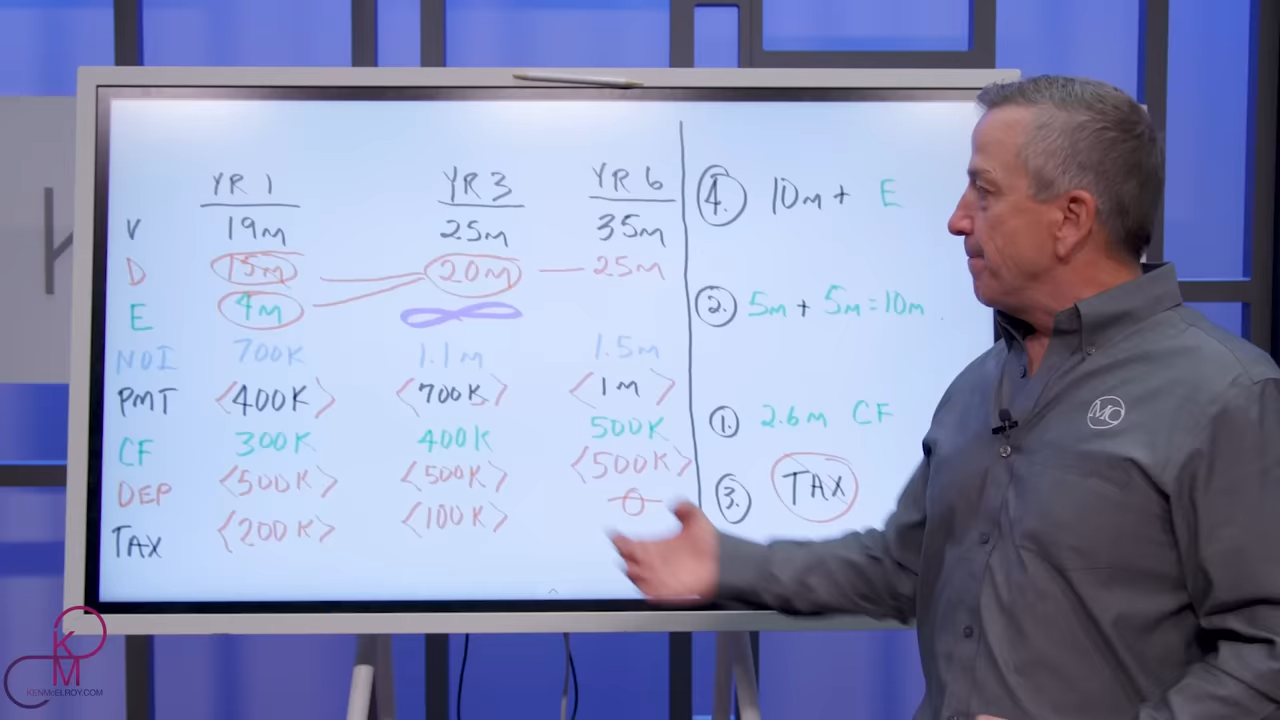 YR 1 YR 3 YR 6
V 19M 25M 35M
D 15M 20M 25M
E 4M ∞
NOI 700K 1.1M 1.5M
PMT <400K> <700K> <1M>
CF 300K 400K 500K
DEP <500K> <500K> <500K>
TAX <200K> <100K> 0
4. 10M + E
2. 5M + 5M = 10M
1. 2.6M CF
3. TAX
MC
KM
KENMCELROY.COM